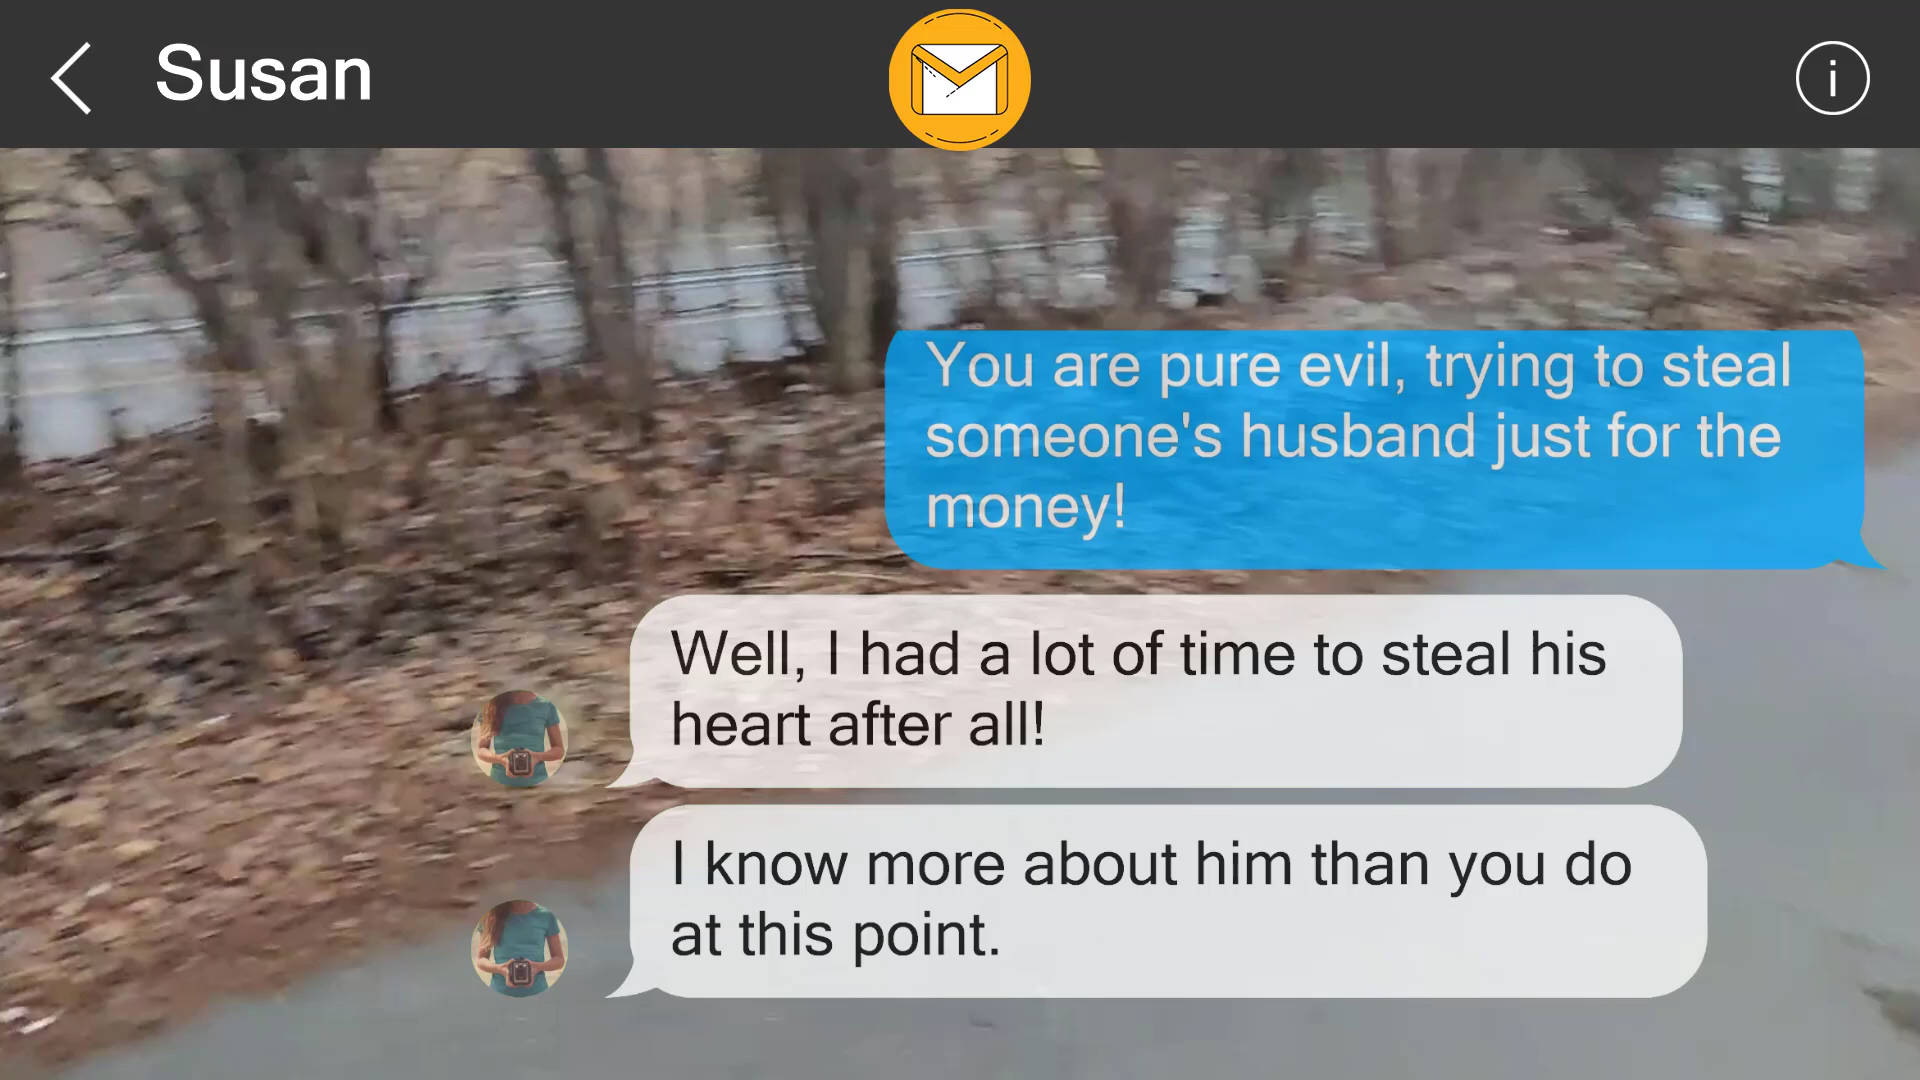 Susan
You are pure evil, trying to steal
someone's husband just for the
money!
Well, I had a lot of time to steal his
heart after all!
I know more about him than you do
at this point.